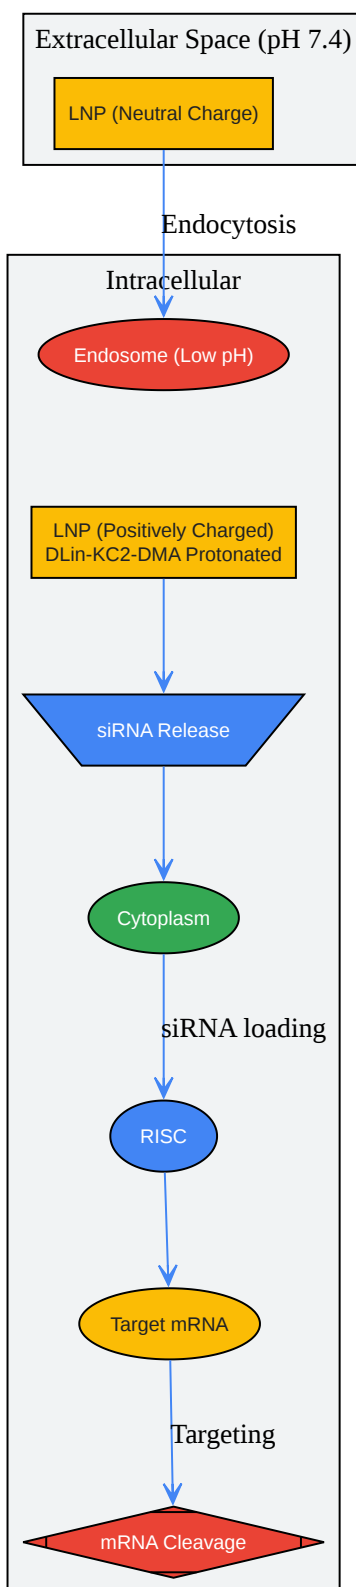 Extracellular Space (pH 7.4)
LNP (Neutral Charge)
Endocytosis
Intracellular
Endosome (Low pH)
LNP (Positively Charged)
DLin-KC2-DMA Protonated
siRNA Release
Cytoplasm
siRNA loading
RISC
Target mRNA
Targeting
mRNA Cleavage